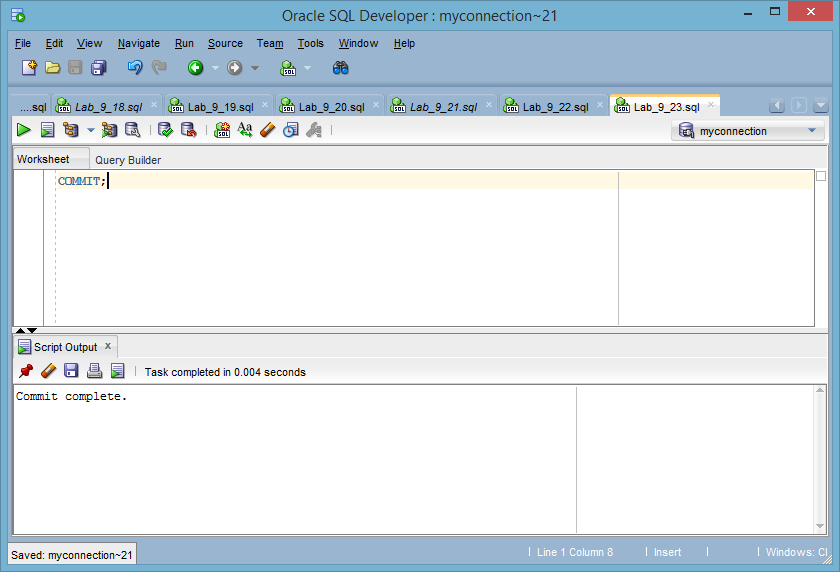 Oracle SQL Developer : myconnection~21
File Edit View Navigate Run Source Team Tools Window Help
....sql Lab_9_18.sql Lab_9_19.sql Lab_9_20.sql Lab_9_21.sql Lab_9_22.sql Lab_9_23.sql
myconnection
Worksheet Query Builder
COMMIT;
Script Output x
Task completed in 0.004 seconds
Commit complete.
Saved: myconnection~21 Line 1 Column 8 Insert Windows: Cl